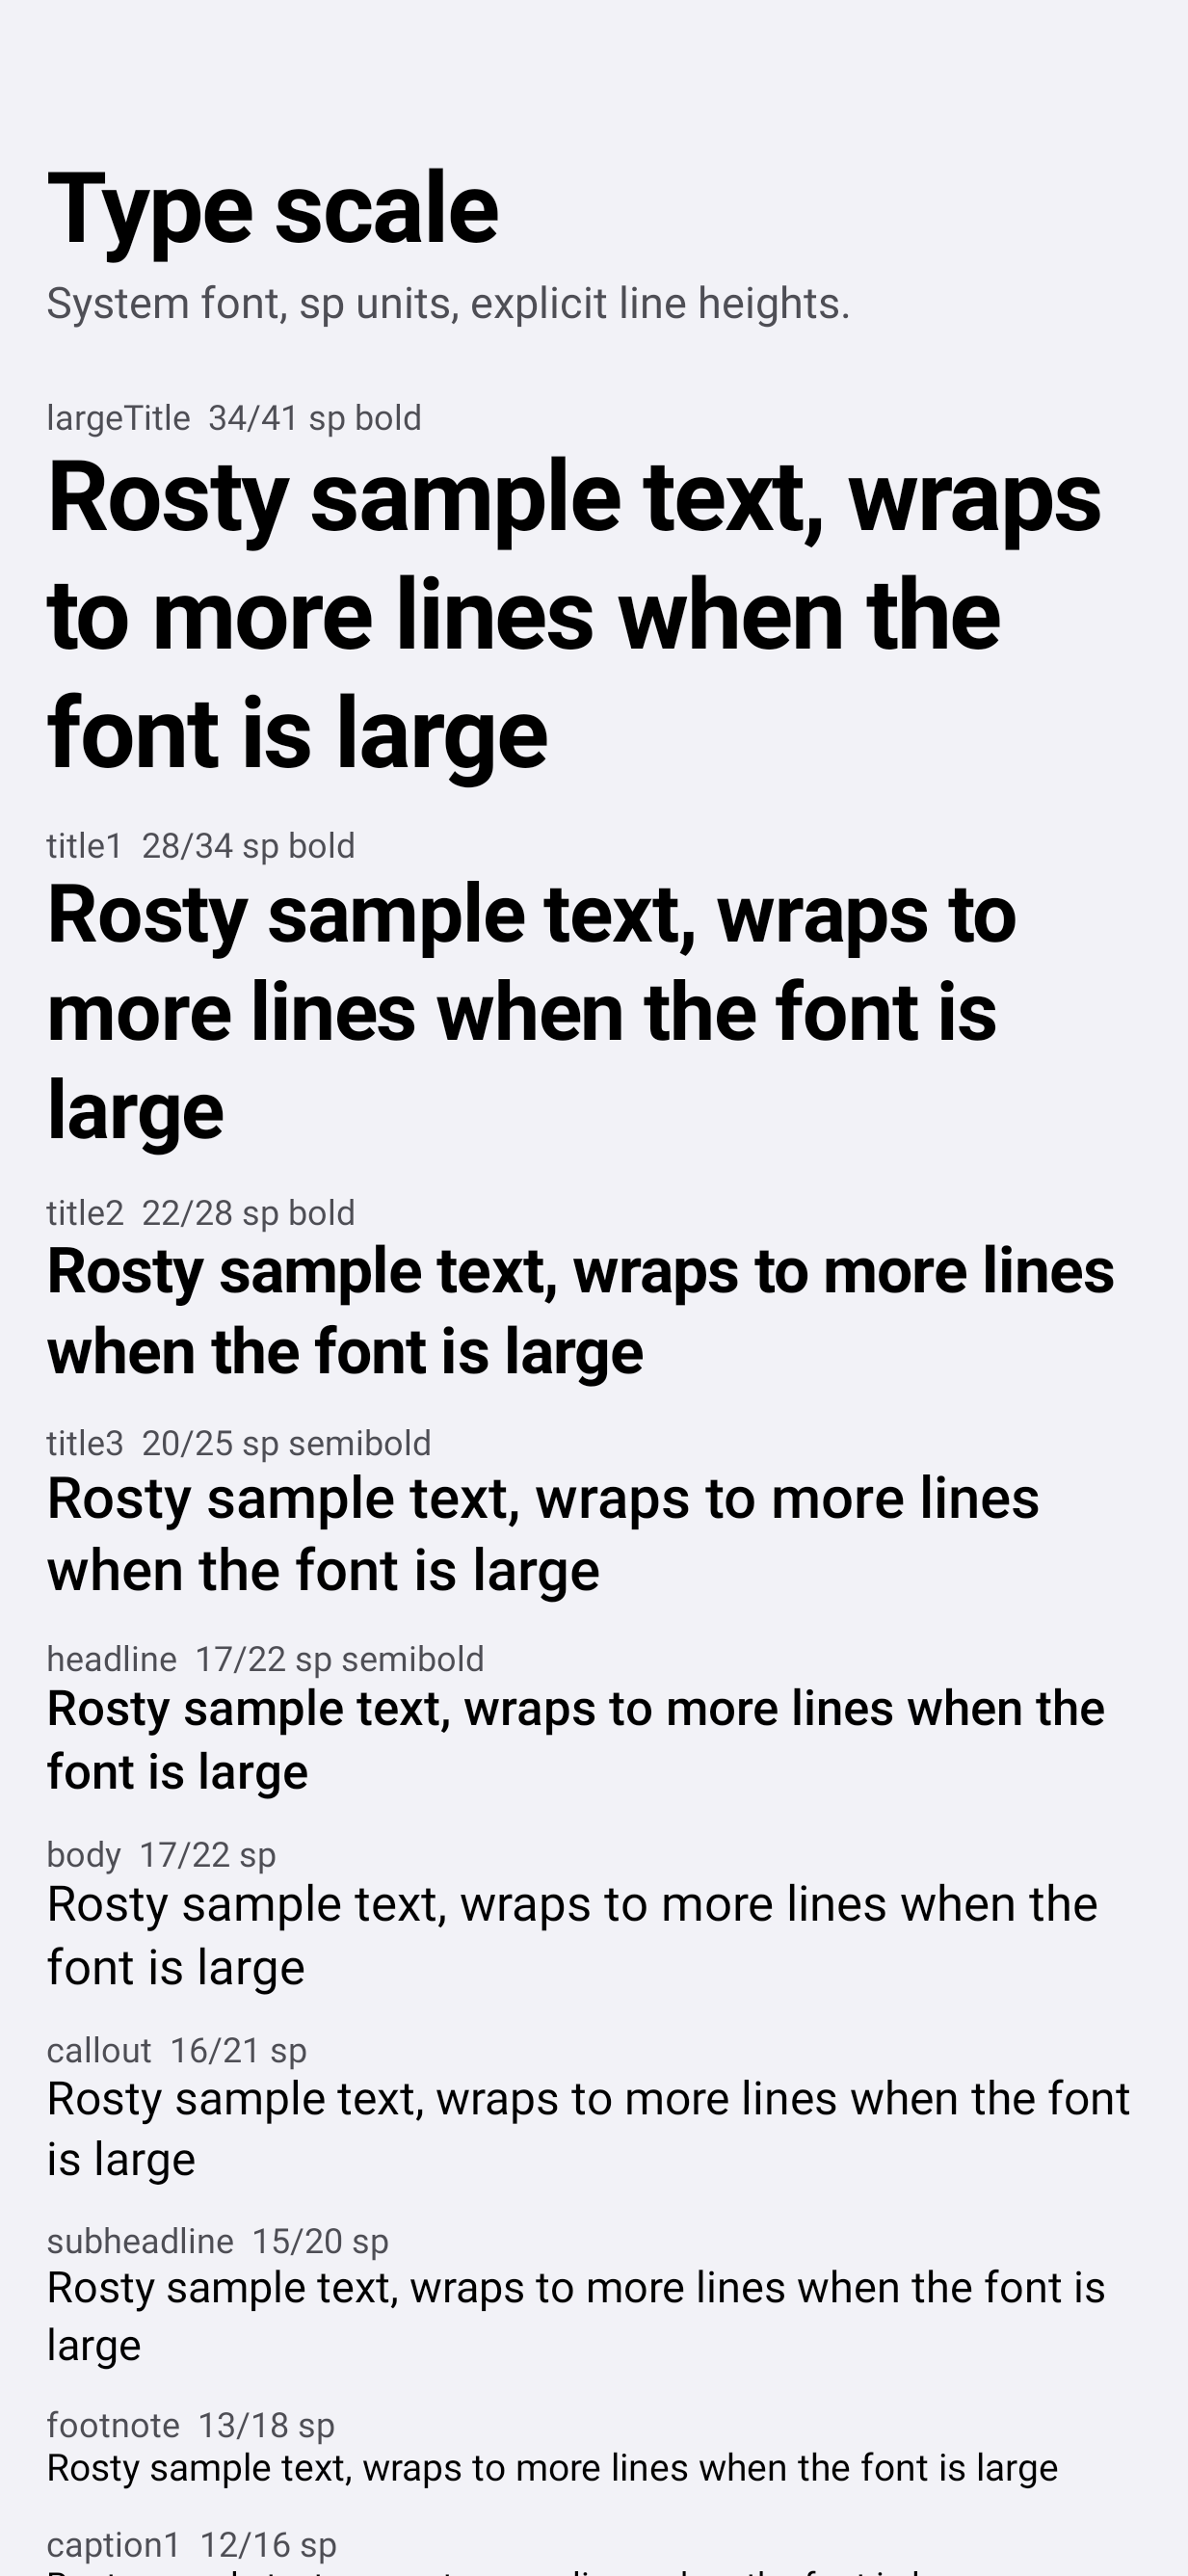 Type scale
System font, sp units, explicit line heights.
largeTitle 34/41 sp bold
Rosty sample text, wraps
to more lines when the
font is large
title1 28/34 sp bold
Rosty sample text, wraps to
more lines when the font is
large
title2 22/28 sp bold
Rosty sample text, wraps to more lines
when the font is large
title3 20/25 sp semibold
Rosty sample text, wraps to more lines
when the font is large
headline 17/22 sp semibold
Rosty sample text, wraps to more lines when the
font is large
body 17/22 sp
Rosty sample text, wraps to more lines when the
font is large
callout 16/21 sp
Rosty sample text, wraps to more lines when the font
is large
subheadline 15/20 sp
Rosty sample text, wraps to more lines when the font is
large
footnote 13/18 sp
Rosty sample text, wraps to more lines when the font is large
caption1 12/16 sp